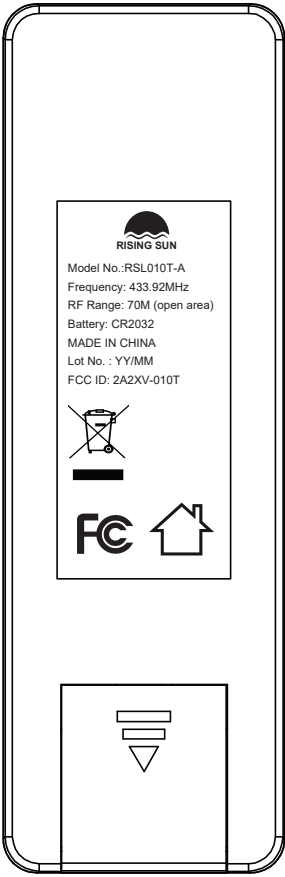 RISING SUN
Model No.:RSL010T-A
Frequency: 433.92MHz
RF Range: 70M (open area)
Battery: CR2032
MADE IN CHINA
Lot No. : YY/MM
FCC ID: 2A2XV-010T
FC